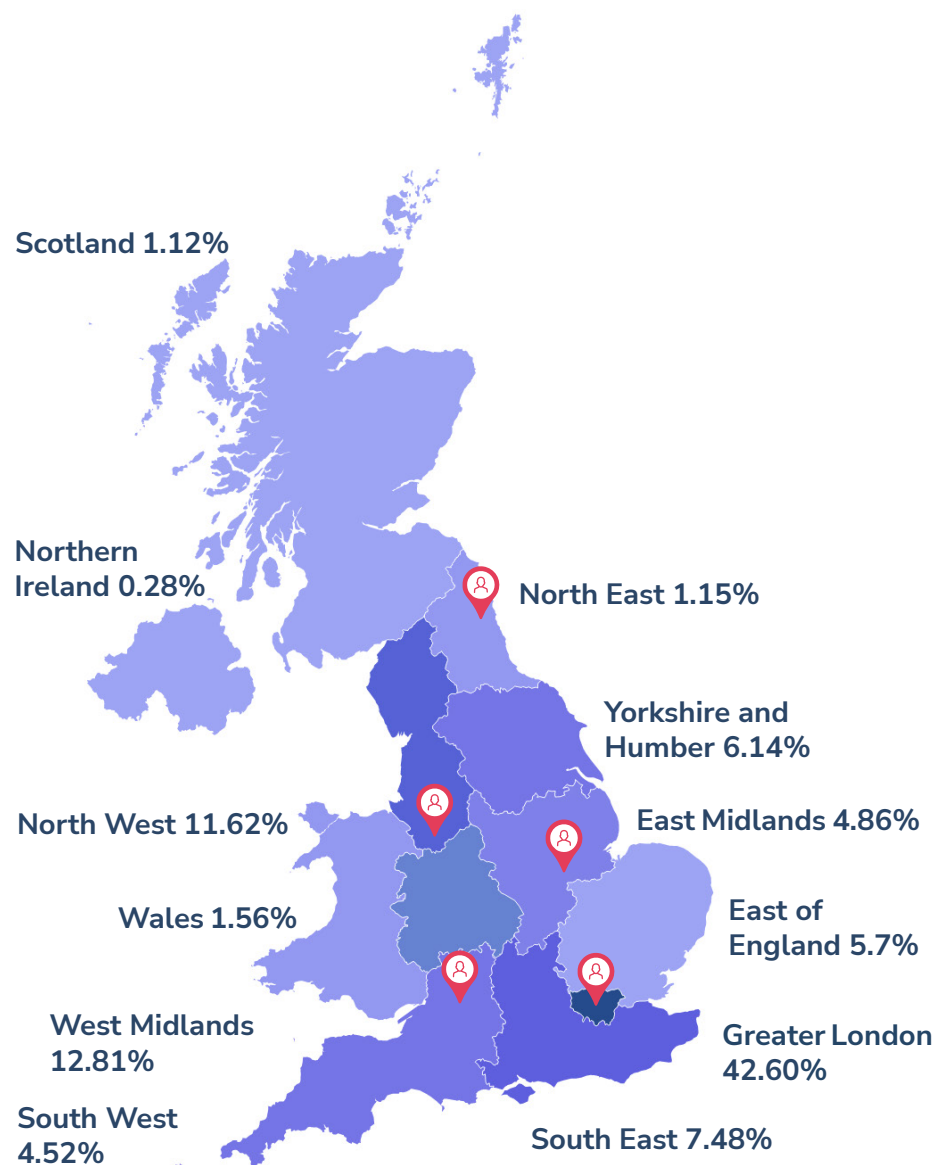 Scotland 1.12%
Northern
Ireland 0.28%
North East 1.15%
Yorkshire and
Humber 6.14%
North West 11.62%
East Midlands 4.86%
Wales 1.56%
East of
England 5.7%
West Midlands
12.81%
Greater London
42.60%
South West
4.52%
South East 7.48%